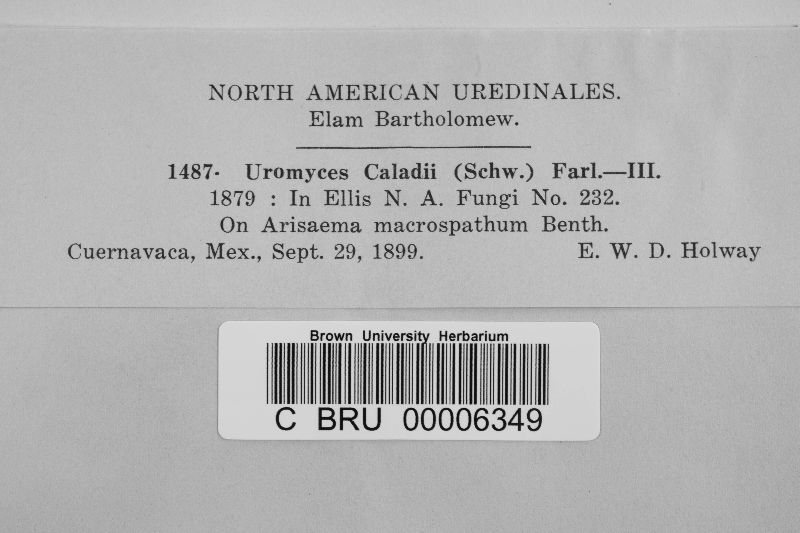 NORTH AMERICAN UREDINALES.
Elam Bartholomew.
1487. Uromyces Caladii (Schw.) Farl.—III.
1879 : In Ellis N. A. Fungi No. 232.
On Arisaema macrospathum Benth.
Cuernavaca, Mex., Sept. 29, 1899. E. W. D. Holway
Brown University Herbarium
C BRU 00006349